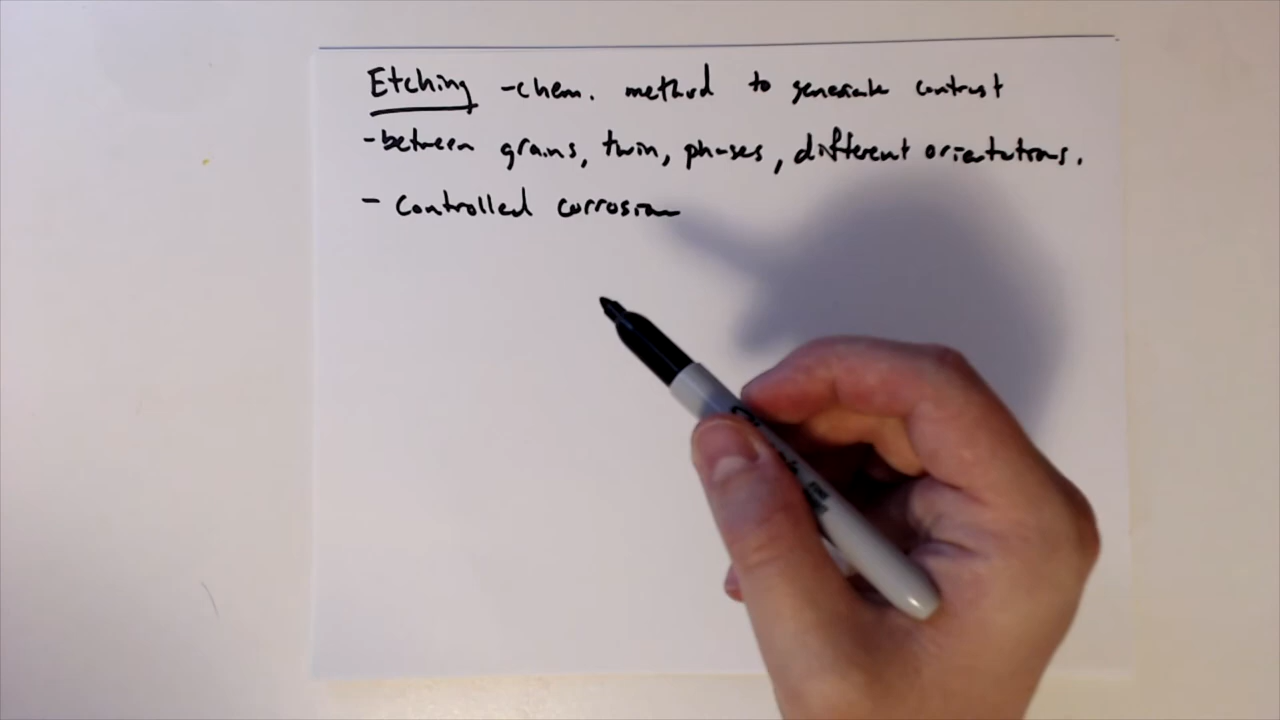 Etching -chem. method to generate contrast
-between grains, twin, phases, different orientations.
- controlled corrosion